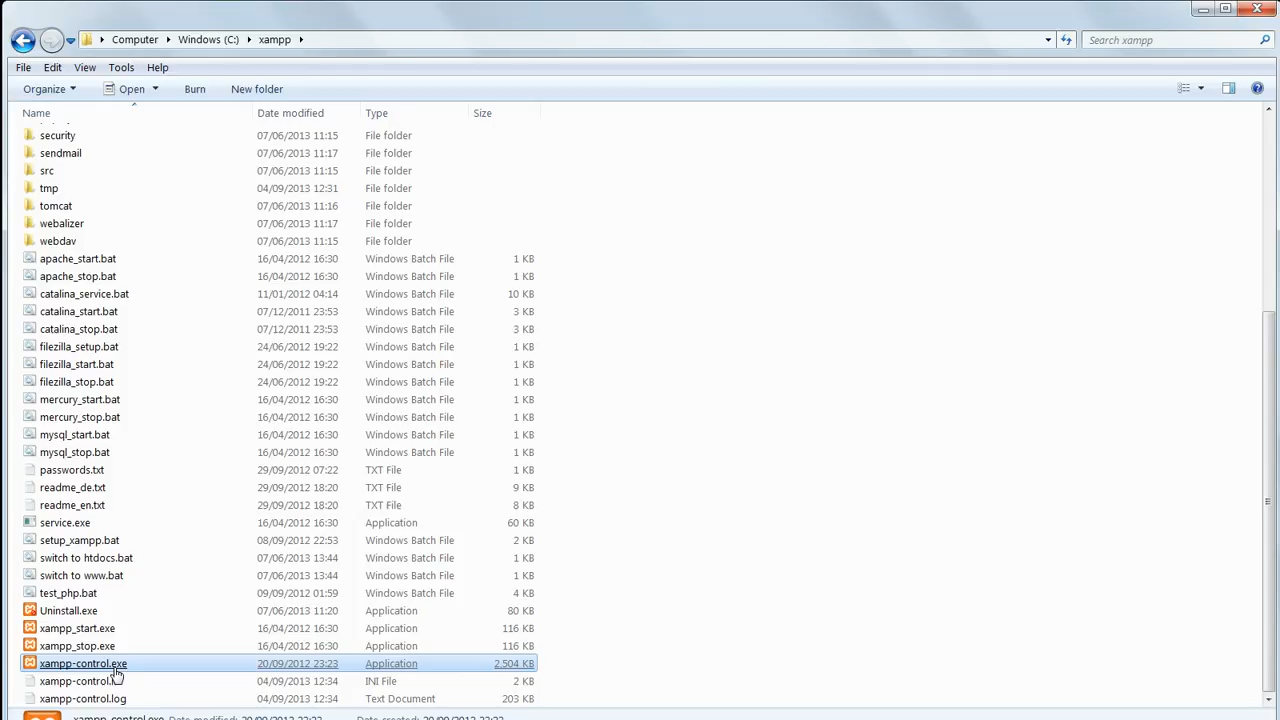 Computer Windows (C:) xampp Search xampp
File Edit View Tools Help
Organize Open Burn New folder
Name Date modified Type Size
security 07/06/2013 11:15 File folder
sendmail 07/06/2013 11:17 File folder
src 07/06/2013 11:15 File folder
tmp 04/09/2013 12:31 File folder
tomcat 07/06/2013 11:16 File folder
webalizer 07/06/2013 11:17 File folder
webdav 07/06/2013 11:15 File folder
apache_start.bat 16/04/2012 16:30 Windows Batch File 1 KB
apache_stop.bat 16/04/2012 16:30 Windows Batch File 1 KB
catalina_service.bat 11/01/2012 04:14 Windows Batch File 10 KB
catalina_start.bat 07/12/2011 23:53 Windows Batch File 3 KB
catalina_stop.bat 07/12/2011 23:53 Windows Batch File 3 KB
filezilla_setup.bat 24/06/2012 19:22 Windows Batch File 1 KB
filezilla_start.bat 24/06/2012 19:22 Windows Batch File 1 KB
filezilla_stop.bat 24/06/2012 19:22 Windows Batch File 1 KB
mercury_start.bat 16/04/2012 16:30 Windows Batch File 1 KB
mercury_stop.bat 16/04/2012 16:30 Windows Batch File 1 KB
mysql_start.bat 16/04/2012 16:30 Windows Batch File 1 KB
mysql_stop.bat 16/04/2012 16:30 Windows Batch File 1 KB
passwords.txt 29/09/2012 07:22 TXT File 1 KB
readme_de.txt 29/09/2012 18:20 TXT File 9 KB
readme_en.txt 29/09/2012 18:20 TXT File 8 KB
service.exe 16/04/2012 16:30 Application 60 KB
setup_xampp.bat 08/09/2012 22:53 Windows Batch File 2 KB
switch to htdocs.bat 07/06/2013 13:44 Windows Batch File 1 KB
switch to www.bat 07/06/2013 13:44 Windows Batch File 1 KB
test_php.bat 09/09/2012 01:59 Windows Batch File 4 KB
Uninstall.exe 07/06/2013 11:20 Application 80 KB
xampp_start.exe 16/04/2012 16:30 Application 116 KB
xampp_stop.exe 16/04/2012 16:30 Application 116 KB
xampp-control.exe 20/09/2012 23:23 Application 2,504 KB
xampp-control. 04/09/2013 12:34 INI File 2 KB
xampp-control.log 04/09/2013 12:34 Text Document 203 KB
xampp-control.exe Date modified: 20/09/2012 23:23 Date created: 20/09/2012 23:23